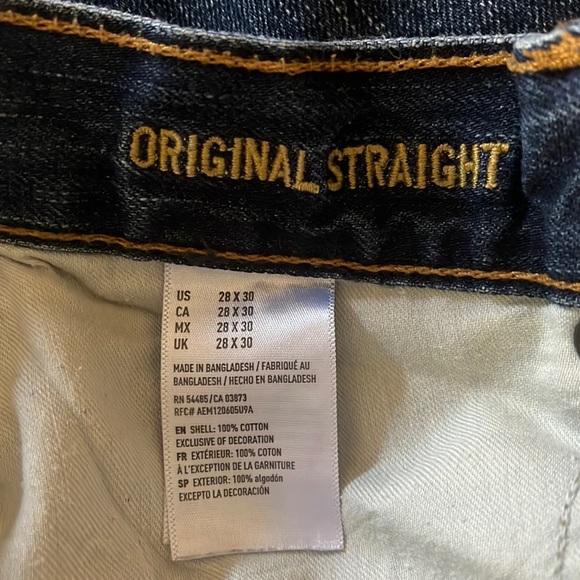 ORIGINAL STRAIGHT
US 28 X 30
CA 28 X 30
MX 28 X 30
UK 28 X 30
MADE IN BANGLADESH / FABRIQUÉ AU
BANGLADESH / HECHO EN BANGLADESH
RN 54485/CA 03873
RFC# AEM120605U9A
EN SHELL: 100% COTTON
EXCLUSIVE OF DECORATION
FR EXTÉRIEUR: 100% COTON
À L'EXCEPTION DE LA GARNITURE
SP EXTERIOR: 100% algodón
EXCEPTO LA DECORACIÓN